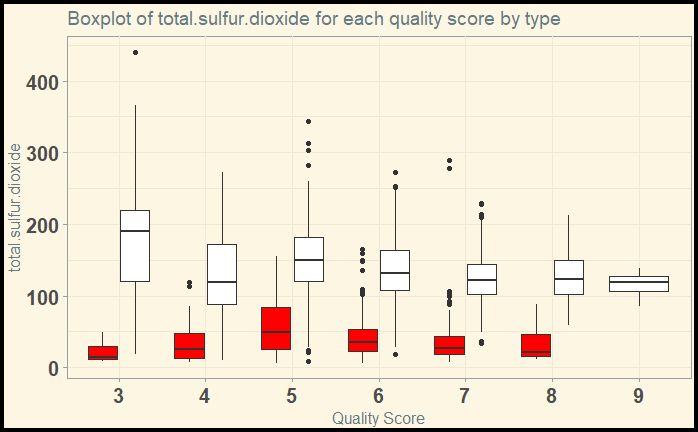 Boxplot of total.sulfur.dioxide for each quality score by type
total.sulfur.dioxide
400
300
200
100
0
3 4 5 6 7 8 9
Quality Score